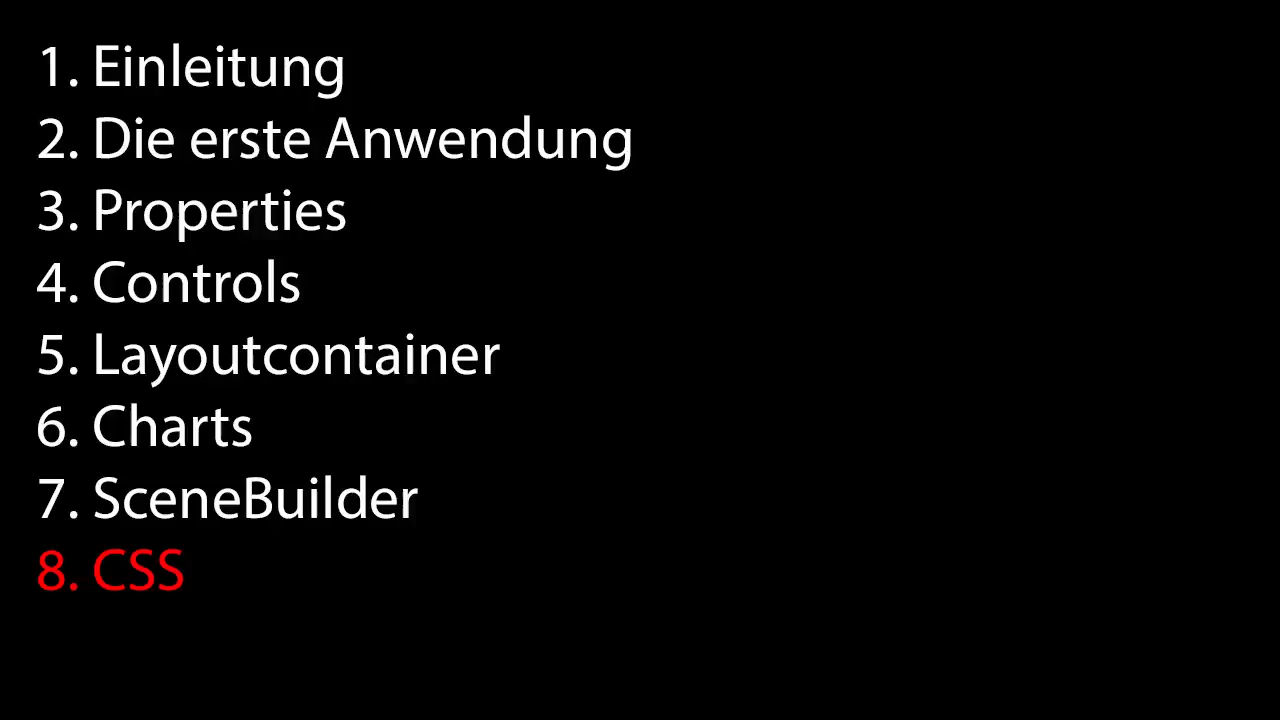 1. Einleitung
2. Die erste Anwendung
3. Properties
4. Controls
5. Layoutcontainer
6. Charts
7. SceneBuilder
8. CSS